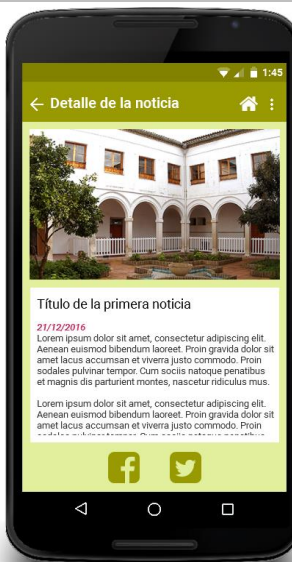 1:45
Detalle de la noticia
Título de la primera noticia
21/12/2016
Lorem ipsum dolor sit amet, consectetur adipiscing elit.
Aenean euismod bibendum laoreet. Proin gravida dolor sit
amet lacus accumsan et viverra justo commodo. Proin
sodales pulvinar tempor. Cum sociis natoque penatibus
et magnis dis parturient montes, nascetur ridiculus mus.
Lorem ipsum dolor sit amet, consectetur adipiscing elit.
Aenean euismod bibendum laoreet. Proin gravida dolor sit
amet lacus accumsan et viverra justo commodo. Proin